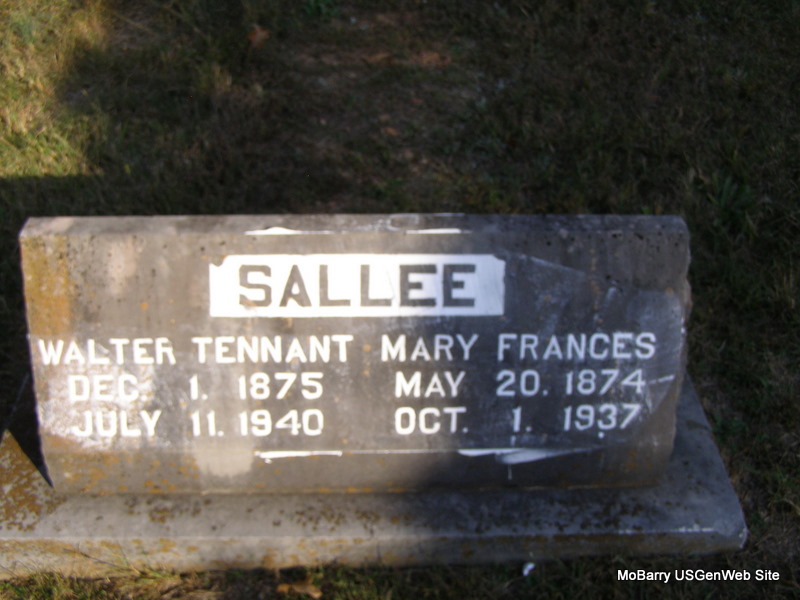 SALLEE
WALTER TENNANT MARY FRANCES
DEC. 1. 1875 MAY 20. 1874
JULY 11. 1940 OCT. 1. 1937
MoBarry USGenWeb Site